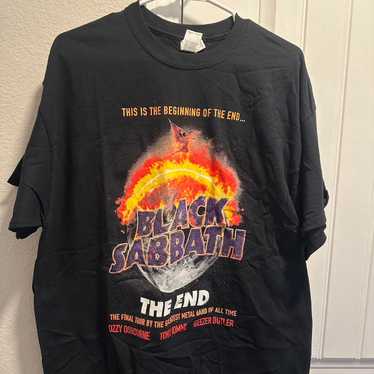 THIS IS THE BEGINNING OF THE END...
BLACK
SABBATH
THE END
THE FINAL TOUR BY THE GREATEST METAL BAND OF ALL TIME
OZZY OSBOURNE TONY IOMMI GEEZER BUTLER